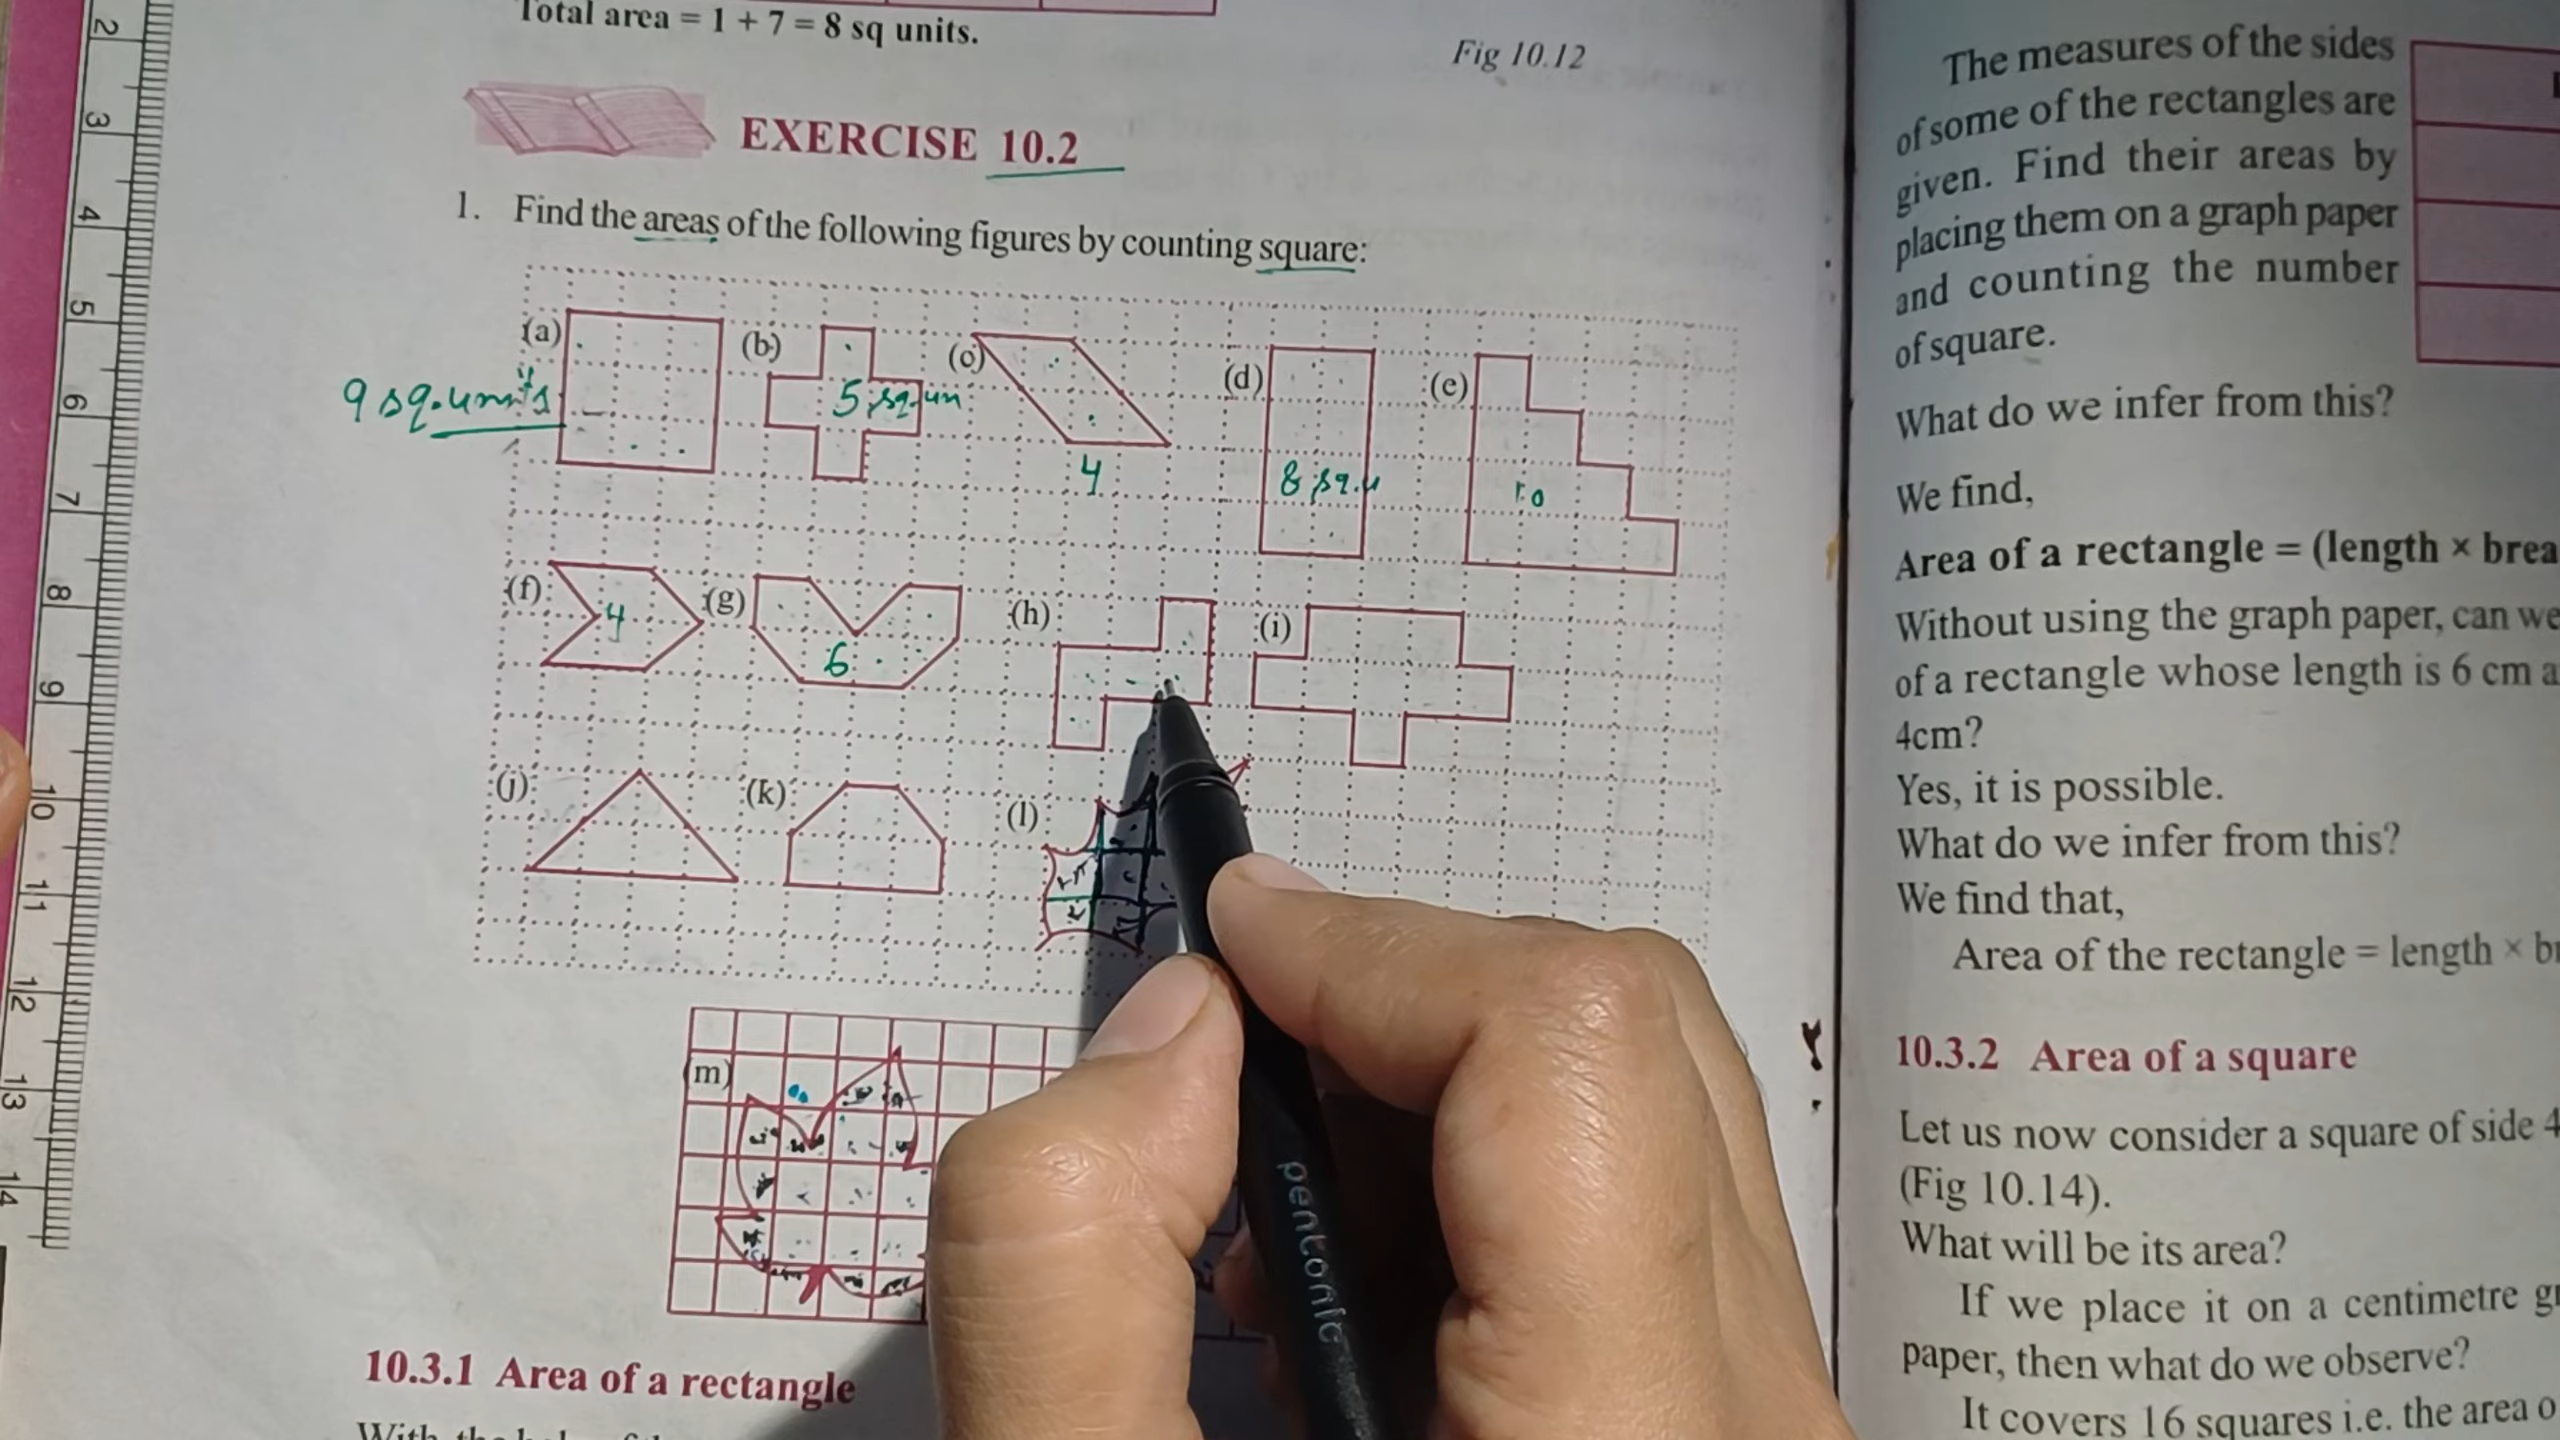 Total area = 1 + 7 = 8 sq units.
Fig 10.12
EXERCISE 10.2
1. Find the areas of the following figures by counting square:
(a)
(b)
(c)
(d)
(e)
9 sq.units
5 sq.un
4
8 sq.u
10
(f)
4
(g)
6
(h)
(i)
(j)
(k)
(l)
(m)
10.3.1 Area of a rectangle
The measures of the sides
of some of the rectangles are
given. Find their areas by
placing them on a graph paper
and counting the number
of square.
What do we infer from this?
We find,
Area of a rectangle = (length × brea
Without using the graph paper, can we
of a rectangle whose length is 6 cm a
4cm?
Yes, it is possible.
What do we infer from this?
We find that,
Area of the rectangle = length × br
10.3.2 Area of a square
Let us now consider a square of side 4
(Fig 10.14).
What will be its area?
If we place it on a centimetre gr
paper, then what do we observe?
It covers 16 squares i.e. the area o
2
3
4
5
6
7
8
9
10
11
12
13
14
pentonic